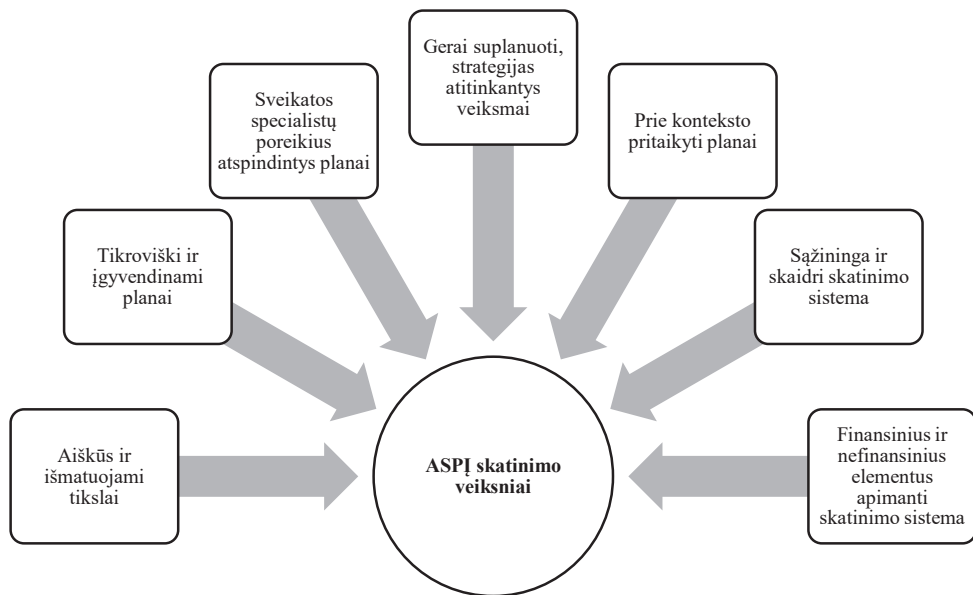 Gerai suplanuoti,
strategijas
atitinkantys
veiksmai
Sveikatos
specialistų
poreikius
atspindintys planai
Prie konteksto
pritaikyti planai
Tikroviški ir
įgyvendinami
planai
Sąžininga ir
skaidri skatinimo
sistema
Aiškūs ir
išmatuojami
tikslai
ASPĮ skatinimo
veiksniai
Finansinius ir
nefinansinius
elementus
apimanti
skatinimo sistema